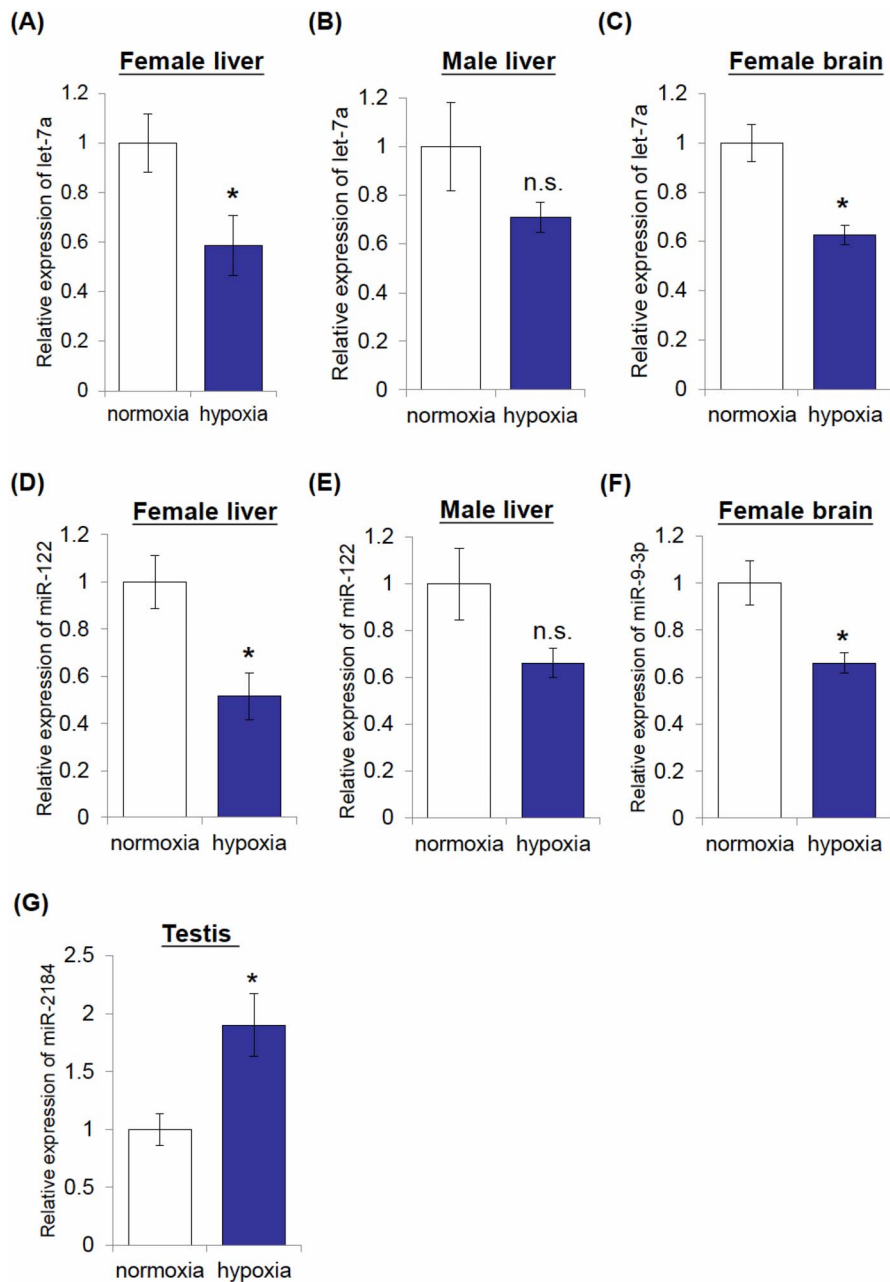 (A)
Female liver
Relative expression of let-7a
1.2
1
0.8
0.6
0.4
0.2
0
*
normoxia hypoxia
(B)
Male liver
Relative expression of let-7a
1.2
1
0.8
0.6
0.4
0.2
0
n.s.
normoxia hypoxia
(C)
Female brain
Relative expression of let-7a
1.2
1
0.8
0.6
0.4
0.2
0
*
normoxia hypoxia
(D)
Female liver
Relative expression of miR-122
1.2
1
0.8
0.6
0.4
0.2
0
*
normoxia hypoxia
(E)
Male liver
Relative expression of miR-122
1.2
1
0.8
0.6
0.4
0.2
0
n.s.
normoxia hypoxia
(F)
Female brain
Relative expression of miR-9-3p
1.2
1
0.8
0.6
0.4
0.2
0
*
normoxia hypoxia
(G)
Testis
Relative expression of miR-2184
2.5
2
1.5
1
0.5
0
*
normoxia hypoxia